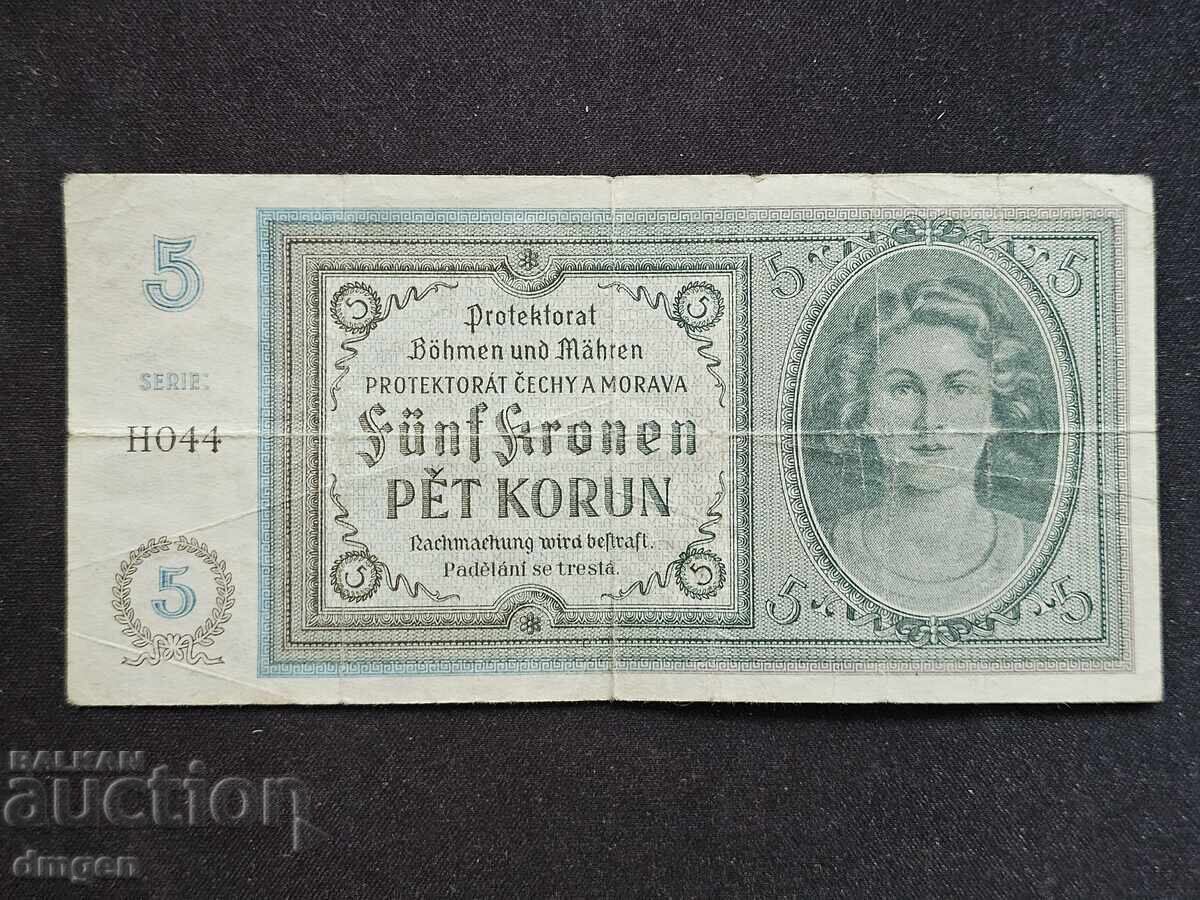 5
SERIE:
H044
5
5 5
Protektorat
Böhmen und Mähren
PROTEKTORÁT ČECHY A MORAVA
Fünf Kronen
PĚT KORUN
Nachmachung wird bestraft.
Padělání se trestá.
5 5
5 5
5 5
BALKAN
auction
dmgen